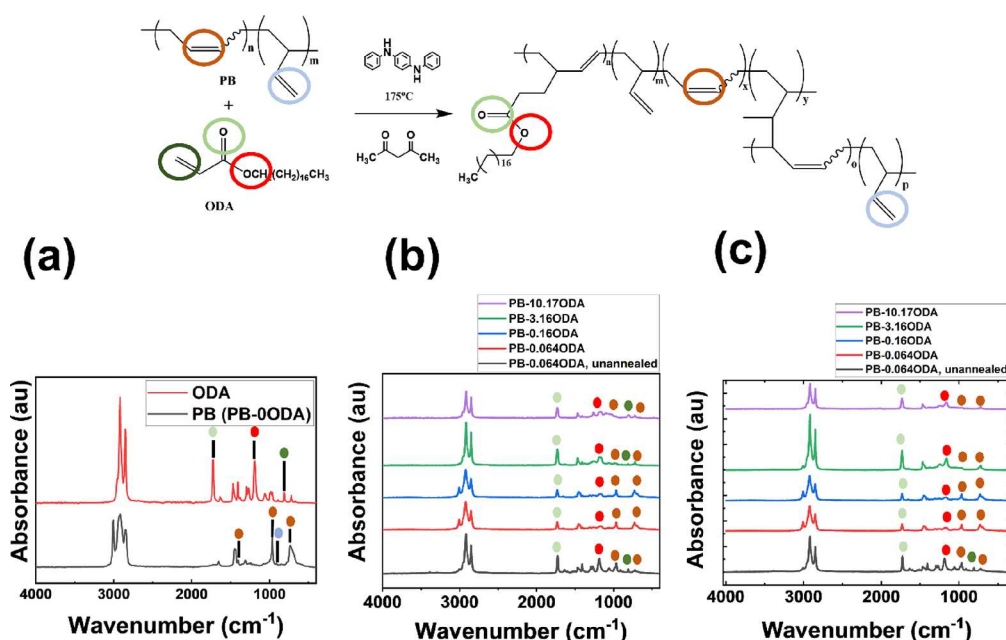 n
m
PB
+
O
OCH₂(CH₂)₁₆CH₃
ODA
H
N
N
H
175°C
O O
H₃C CH₃
n
m
x
y
O
O
16
H₃C
o
p
(a)
(b)
(c)
ODA
PB (PB-0ODA)
Absorbance (au)
4000 3000 2000 1000
Wavenumber (cm-1)
PB-10.17ODA
PB-3.16ODA
PB-0.16ODA
PB-0.064ODA
PB-0.064ODA, unannealed
Absorbance (au)
4000 3000 2000 1000
Wavenumber (cm-1)
PB-10.17ODA
PB-3.16ODA
PB-0.16ODA
PB-0.064ODA
PB-0.064ODA, unannealed
Absorbance (au)
4000 3000 2000 1000
Wavenumber (cm-1)